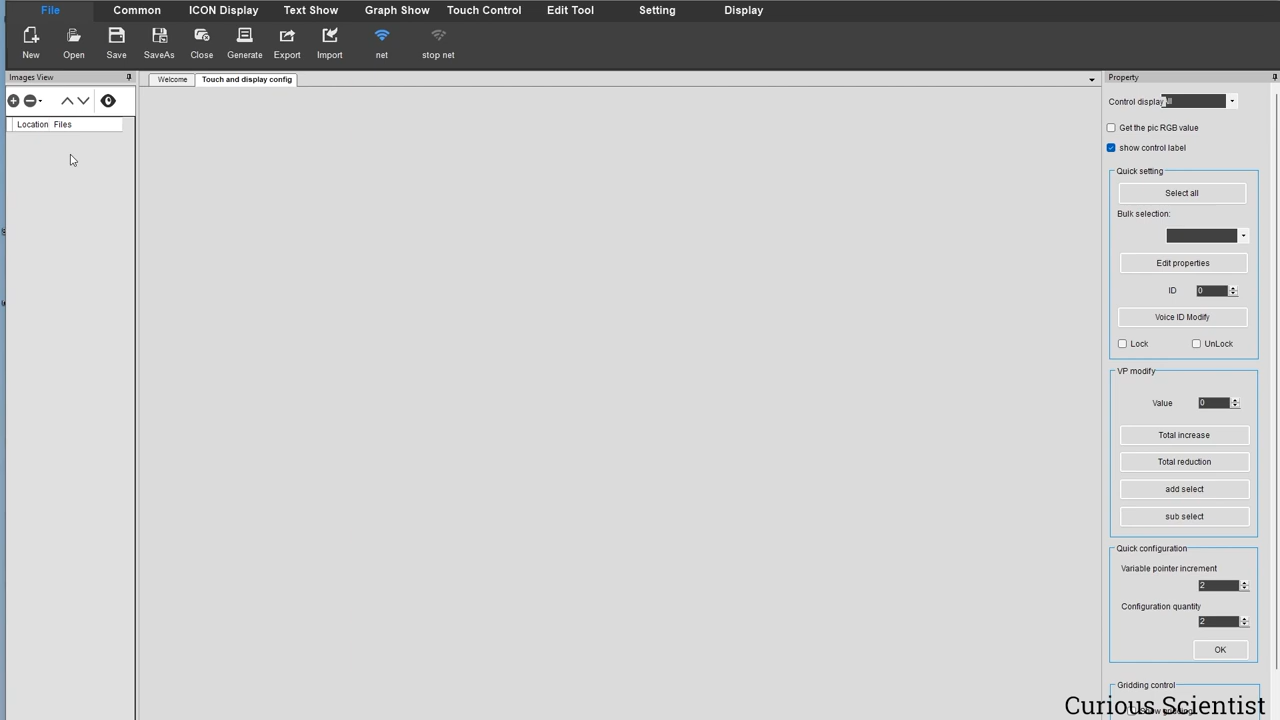 File Common ICON Display Text Show Graph Show Touch Control Edit Tool Setting Display
New Open Save SaveAs Close Generate Export Import net stop net
Images View
Welcome Touch and display config
Property
Location Files
Control display
Get the pic RGB value
show control label
Quick setting
Select all
Bulk selection:
Edit properties
ID 0
Voice ID Modify
Lock UnLock
VP modify
Value 0
Total increase
Total reduction
add select
sub select
Quick configuration
Variable pointer increment
2
Configuration quantity
2
OK
Gridding control
Curious Scientist